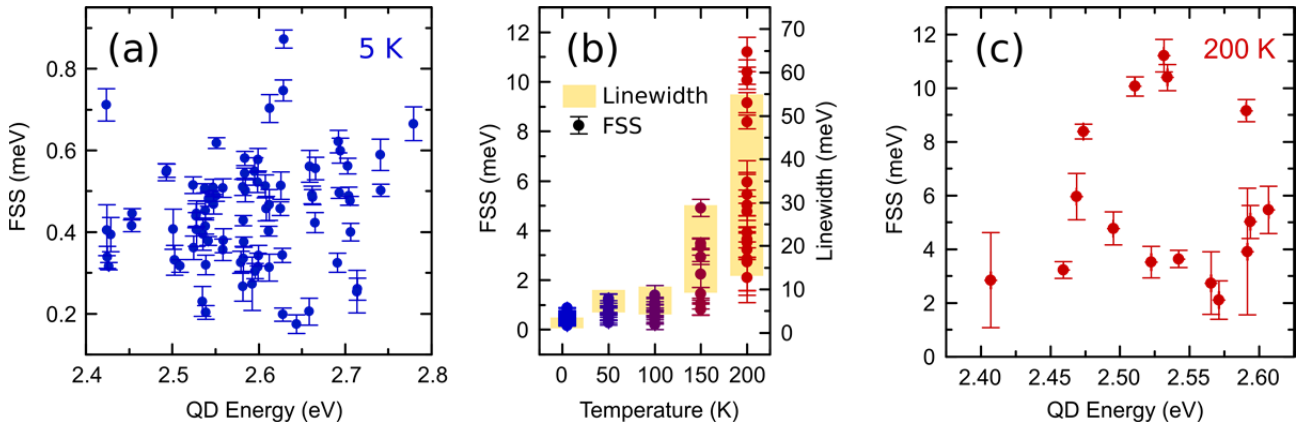 (a)
5 K
FSS (meV)
0.8
0.6
0.4
0.2
2.4 2.5 2.6 2.7 2.8
QD Energy (eV)
(b)
Linewidth
FSS
FSS (meV)
12
10
8
6
4
2
0
70
60
50
40
30
20
10
0
Linewidth (meV)
0 50 100 150 200
Temperature (K)
(c)
200 K
FSS (meV)
12
10
8
6
4
2
0
2.40 2.45 2.50 2.55 2.60
QD Energy (eV)